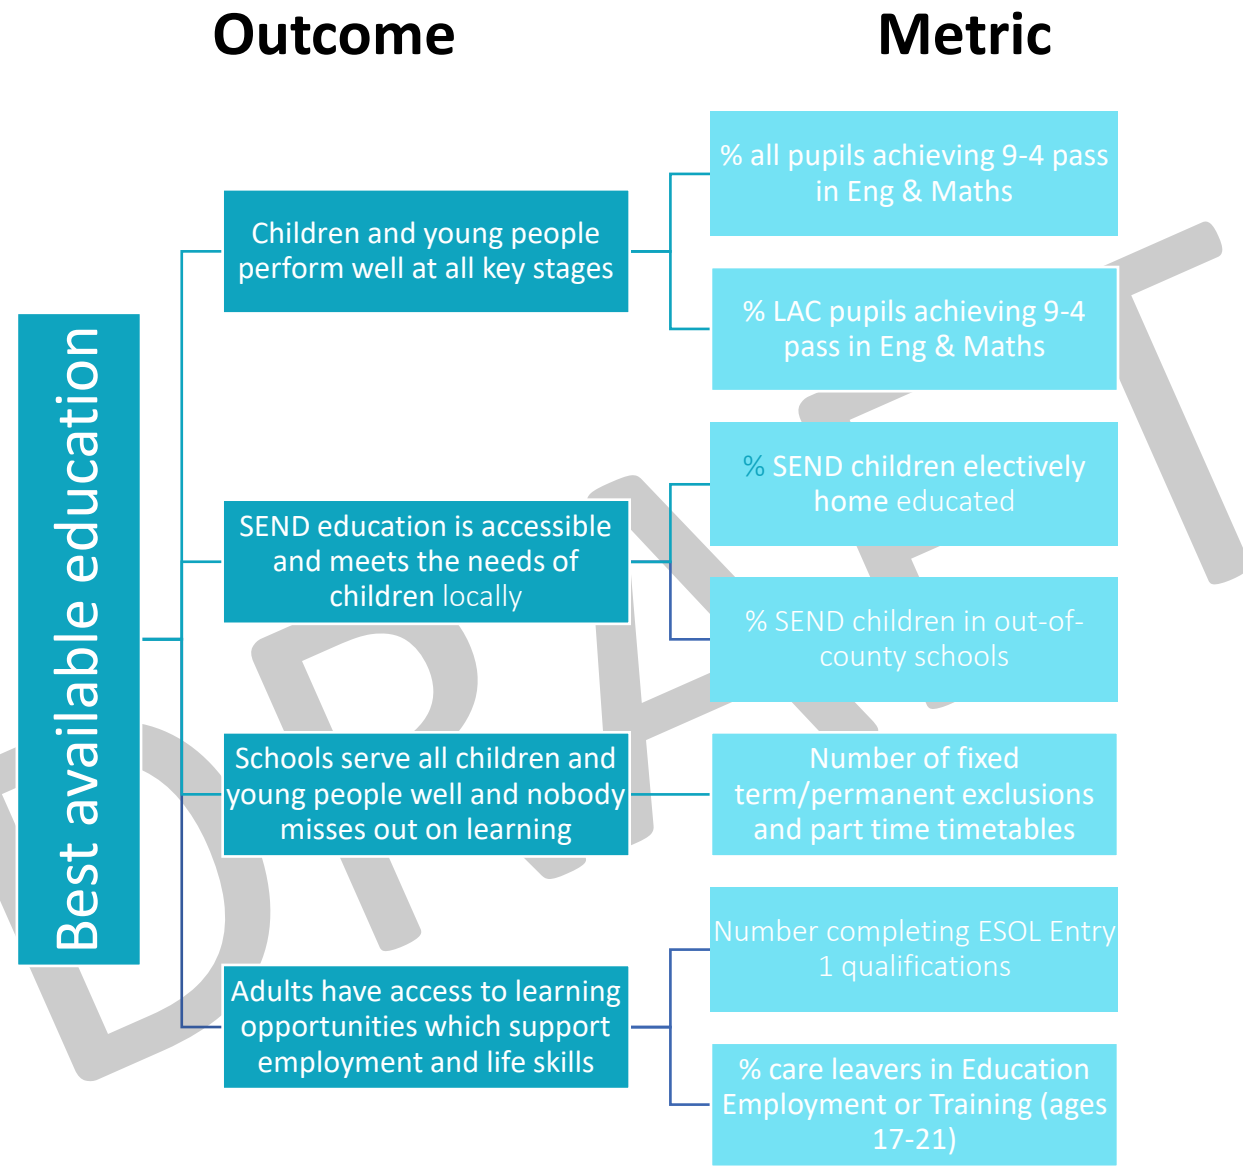 Outcome
Metric
Best available education
Children and young people
perform well at all key stages
% all pupils achieving 9-4 pass
in Eng & Maths
% LAC pupils achieving 9-4
pass in Eng & Maths
SEND education is accessible
and meets the needs of
children locally
% SEND children electively
home educated
% SEND children in out-of-
county schools
Schools serve all children and
young people well and nobody
misses out on learning
Number of fixed
term/permanent exclusions
and part time timetables
Adults have access to learning
opportunities which support
employment and life skills
Number completing ESOL Entry
1 qualifications
% care leavers in Education
Employment or Training (ages
17-21)
DRAFT